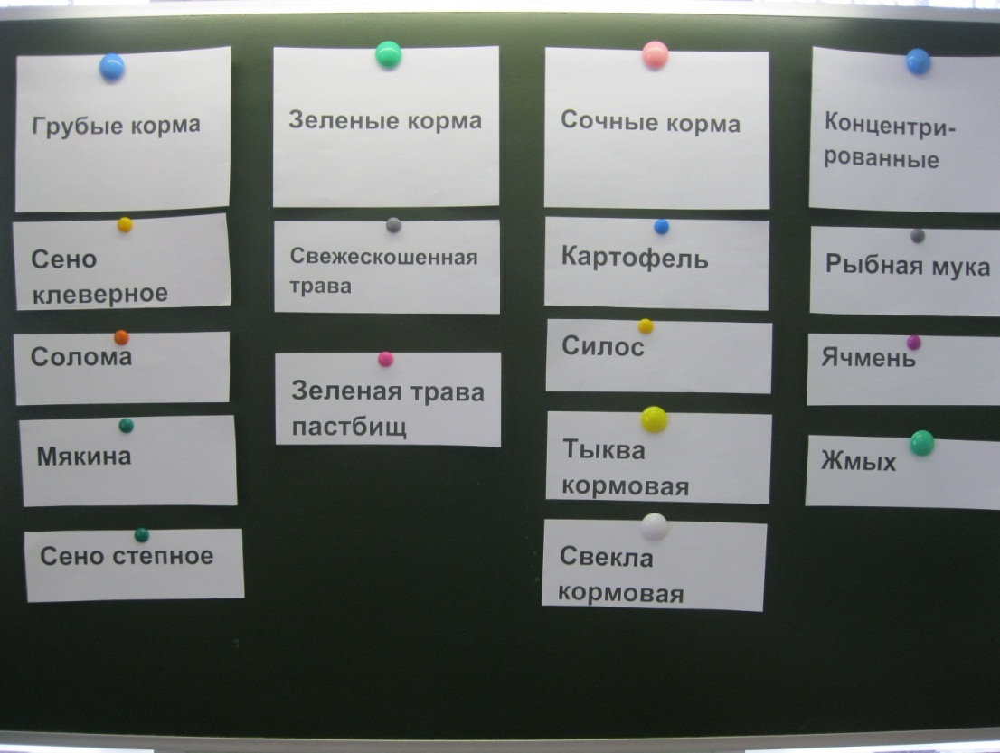 Грубые корма
Сено
клеверное
Солома
Мякина
Сено степное
Зеленые корма
Свежескошенная
трава
Зеленая трава
пастбищ
Сочные корма
Картофель
Силос
Тыква
кормовая
Свекла
кормовая
Концентри-
рованные
Рыбная мука
Ячмень
Жмых